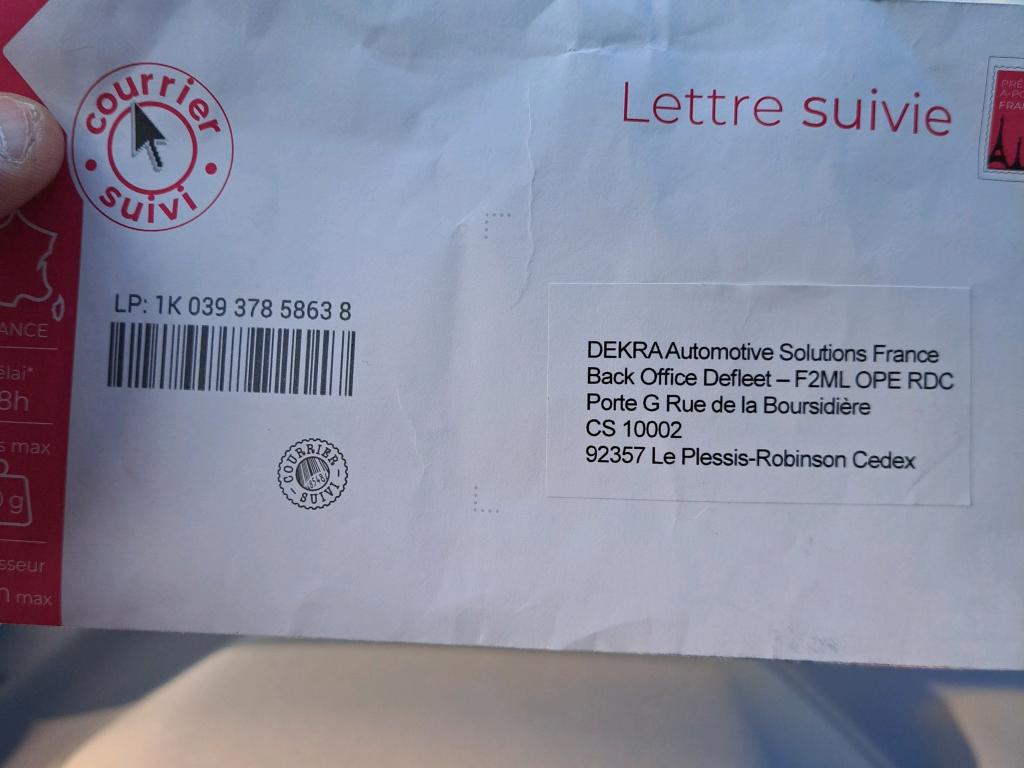 courrier
suivi
Lettre suivie
FRA
ANCE
LP: 1K 039 378 5863 8
DEKRA Automotive Solutions France
Back Office Defleet – F2ML OPE RDC
Porte G Rue de la Boursidière
CS 10002
92357 Le Plessis-Robinson Cedex
élai*
8h
s max
g
COURRIER
SUIVI
sseur
max